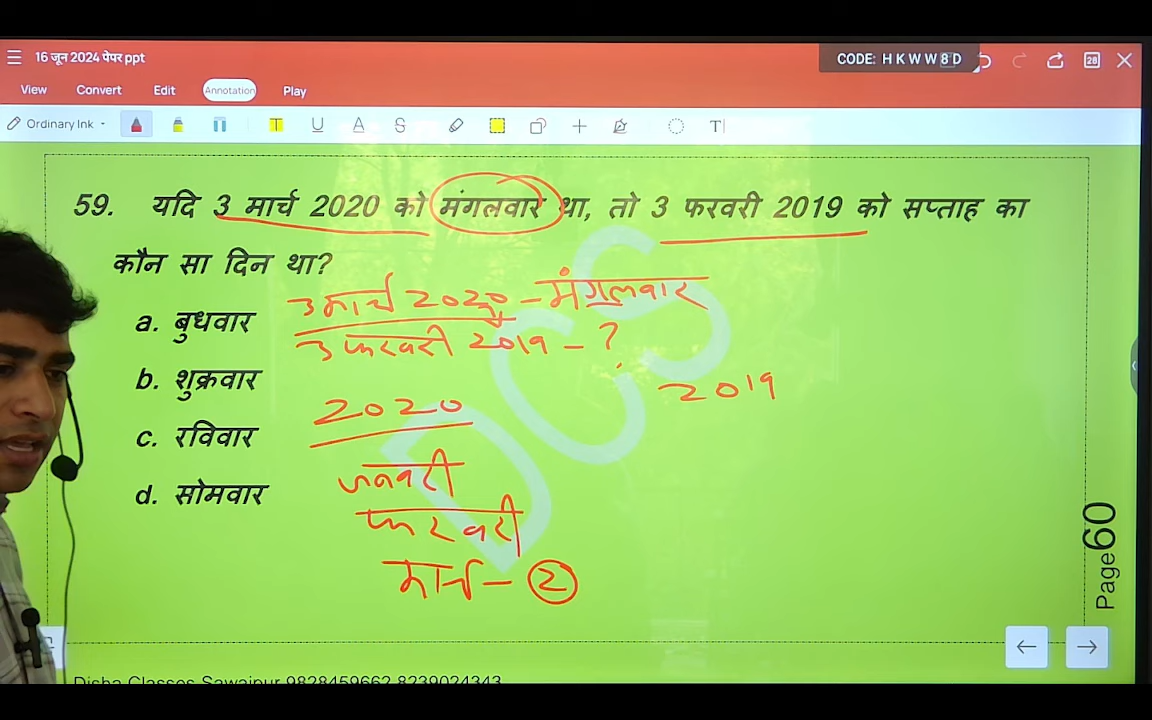 16 जून 2024 पेपर ppt
CODE: H K W W 8 D
28
View Convert Edit Annotation Play
Ordinary Ink
59. यदि 3 मार्च 2020 को मंगलवार था, तो 3 फरवरी 2019 को सप्ताह का
कौन सा दिन था?
a. बुधवार
b. शुक्रवार
c. रविवार
d. सोमवार
3 मार्च 2020 - मंगलवार
3 फरवरी 2019 - ?
2020
2019
जनवरी
फरवरी
मार्च - 2
DCS
Page 60
Disha Classes Sawaipur 9828459662 8239024343